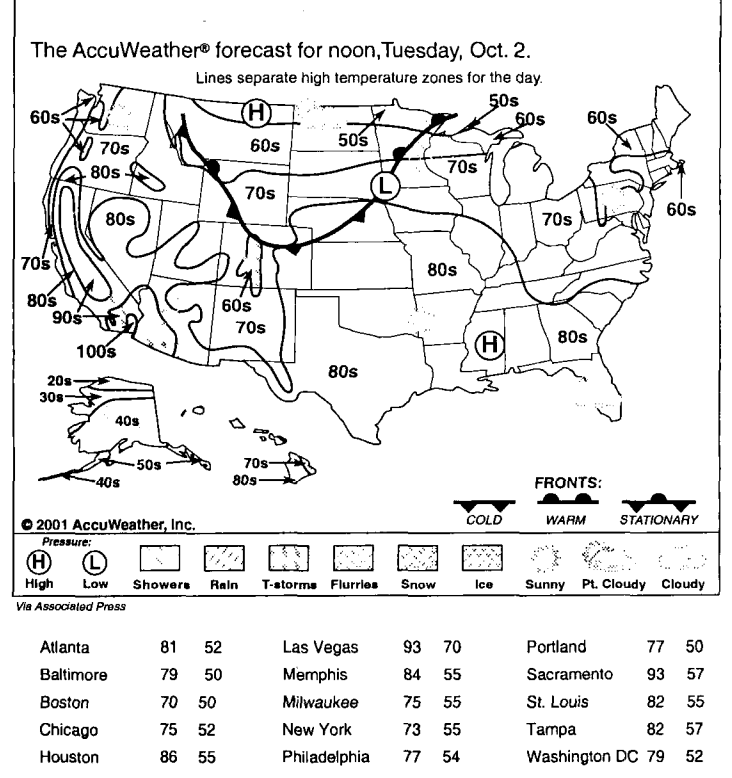 The AccuWeather® forecast for noon,Tuesday, Oct. 2.
Lines separate high temperature zones for the day.
50s
60s
60s
60s
H
50s
60s
70s
80s
70s
70s
L
80s
70s
60s
70s
80s
80s
90s
60s
70s
100s
H
80s
80s
20s
30s
40s
50s
40s
70s
80s
FRONTS:
COLD WARM STATIONARY
© 2001 AccuWeather, Inc.
Pressure:
H L
High Low Showers Rain T-storms Flurries Snow Ice Sunny Pt. Cloudy Cloudy
Via Associated Press
Atlanta 81 52 Las Vegas 93 70 Portland 77 50
Baltimore 79 50 Memphis 84 55 Sacramento 93 57
Boston 70 50 Milwaukee 75 55 St. Louis 82 55
Chicago 75 52 New York 73 55 Tampa 82 57
Houston 86 55 Philadelphia 77 54 Washington DC 79 52